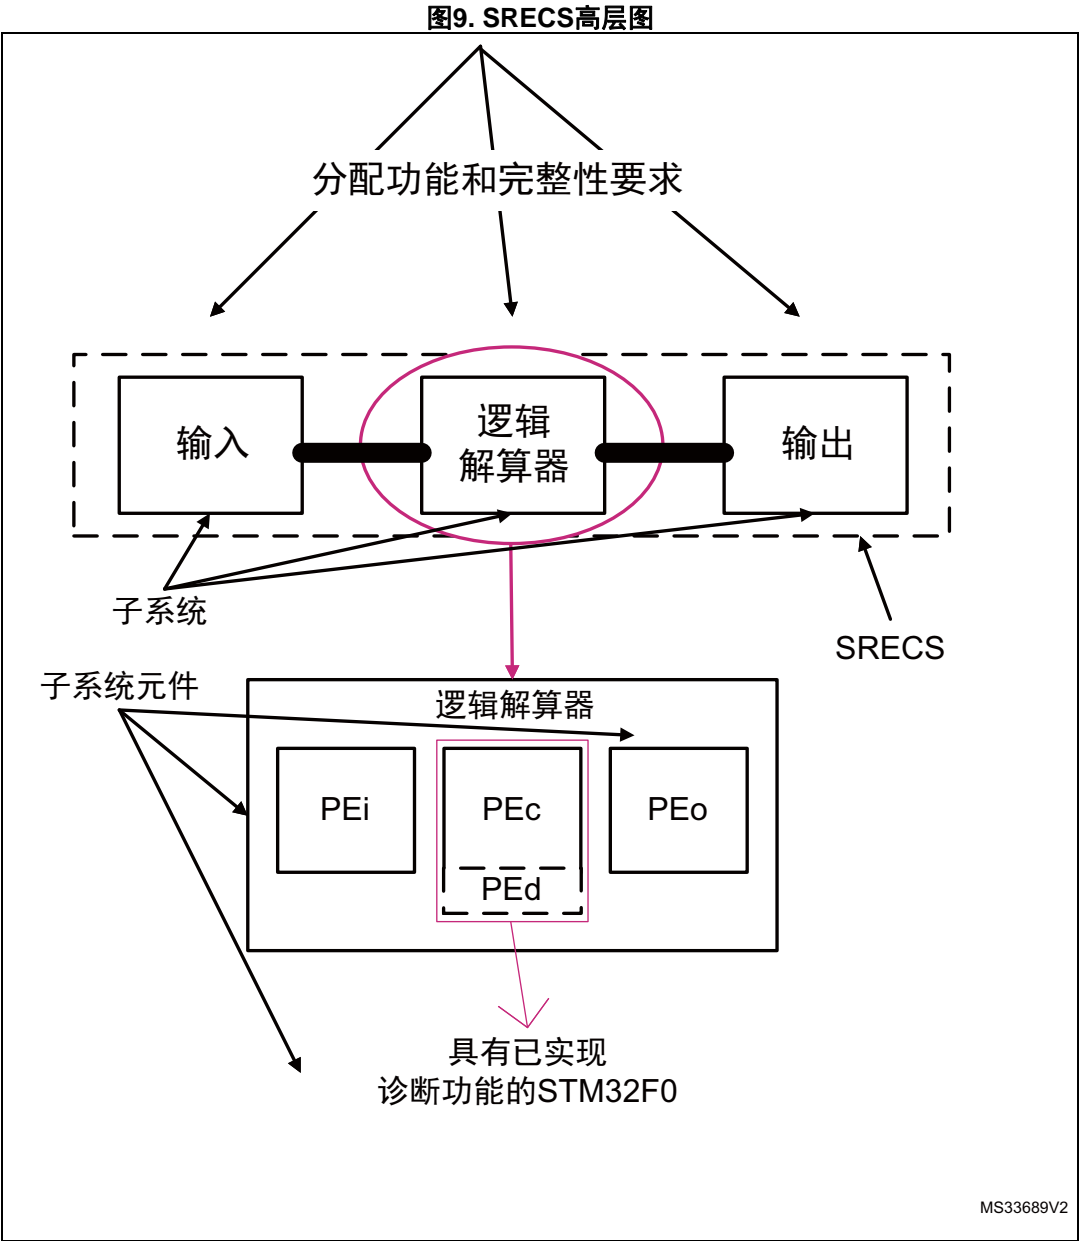 图9. SRECS高层图
分配功能和完整性要求
输入
逻辑
解算器
输出
子系统
SRECS
子系统元件
逻辑解算器
PEi
PEc
PEo
PEd
具有已实现
诊断功能的STM32F0
MS33689V2